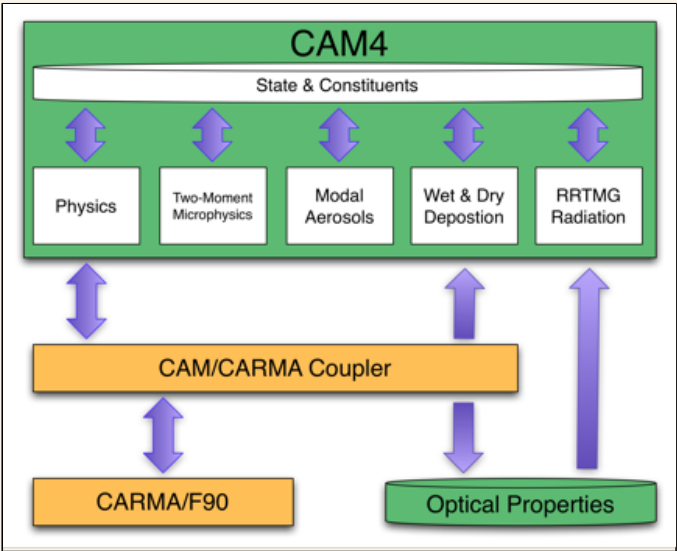 CAM4
State & Constituents
Physics
Two-Moment
Microphysics
Modal
Aerosols
Wet & Dry
Depostion
RRTMG
Radiation
CAM/CARMA Coupler
CARMA/F90
Optical Properties